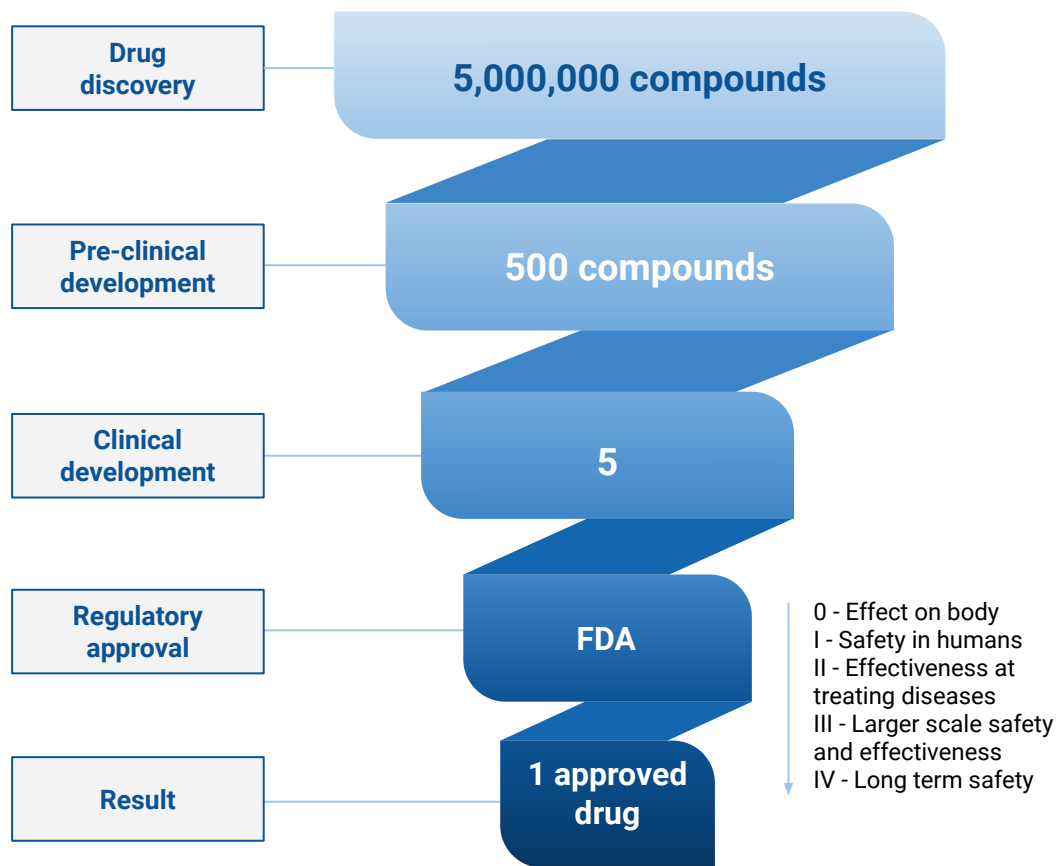 Drug
discovery
5,000,000 compounds
Pre-clinical
development
500 compounds
Clinical
development
5
Regulatory
approval
FDA
0 - Effect on body
I - Safety in humans
II - Effectiveness at
treating diseases
III - Larger scale safety
and effectiveness
IV - Long term safety
Result
1 approved
drug